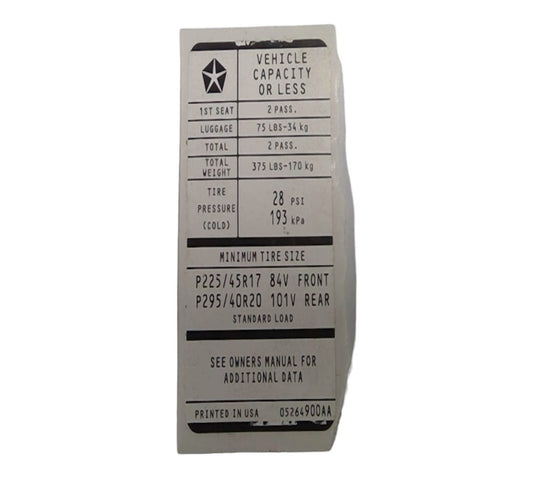 VEHICLE
CAPACITY
OR LESS
1ST SEAT 2 PASS.
LUGGAGE 75 LBS-34 kg
TOTAL 2 PASS.
TOTAL
WEIGHT 375 LBS-170 kg
TIRE
PRESSURE
(COLD)
28 PSI
193 kPa
MINIMUM TIRE SIZE
P225/45R17 84V FRONT
P295/40R20 101V REAR
STANDARD LOAD
SEE OWNERS MANUAL FOR
ADDITIONAL DATA
PRINTED IN USA 05264900AA